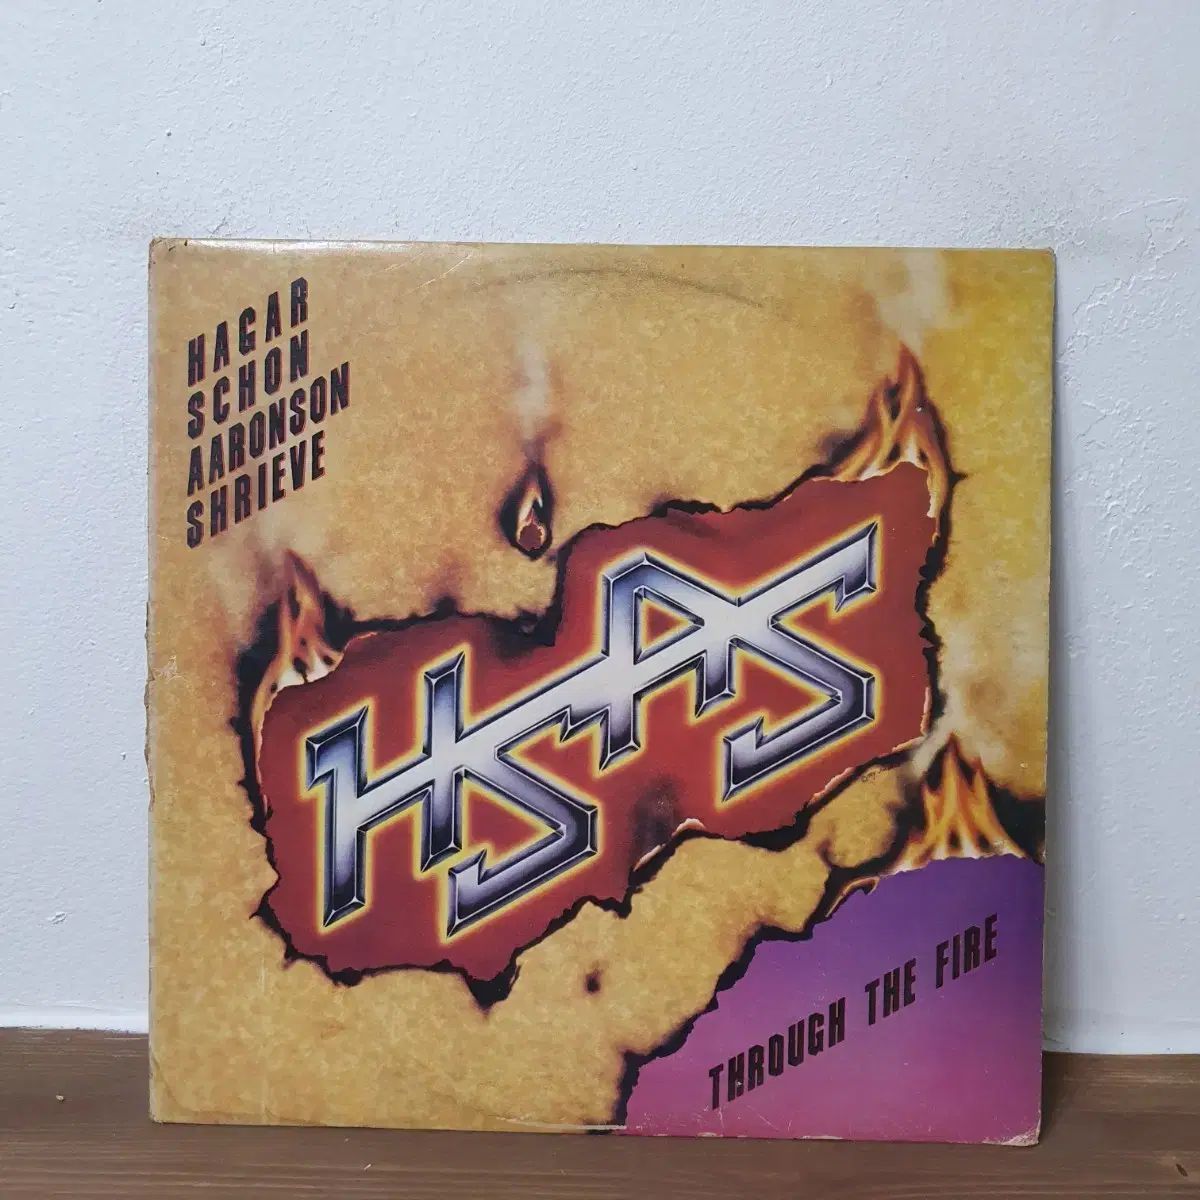 HAGAR
SCHON
AARONSON
SHRIEVE
HSAS
THROUGH THE FIRE